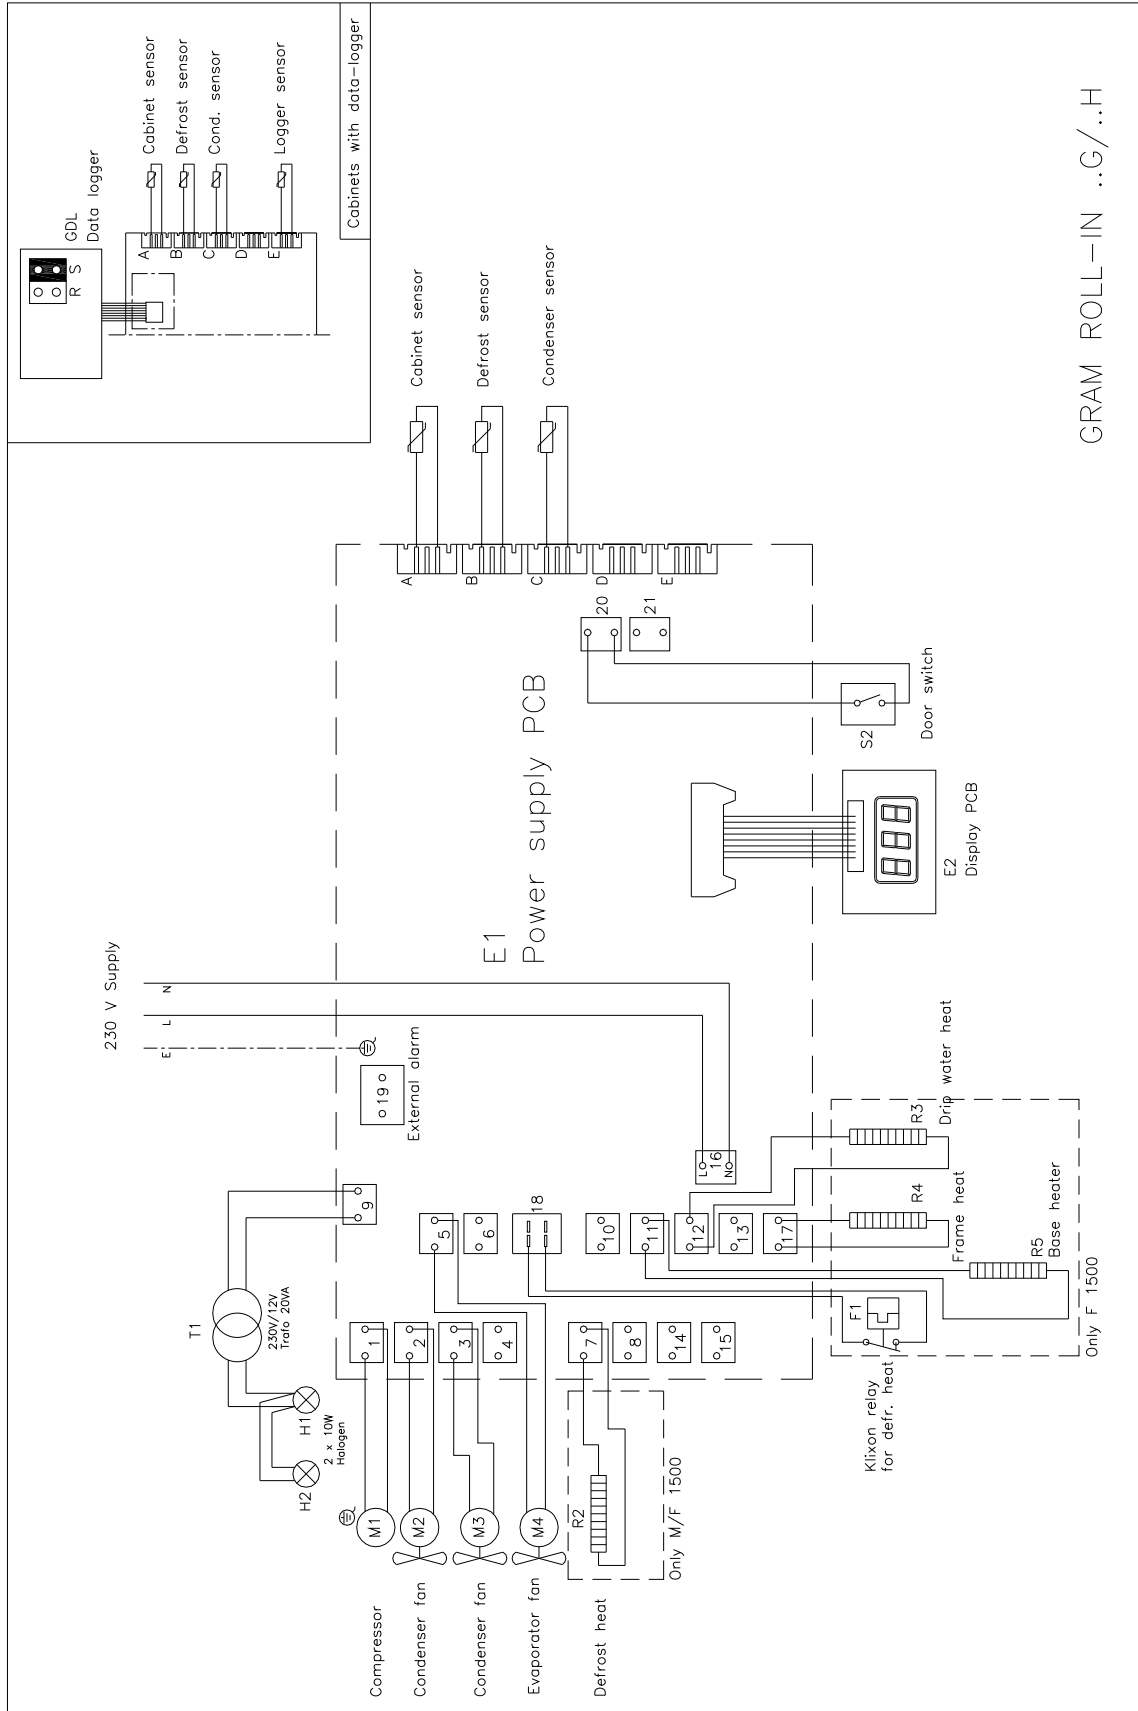 GDL
Data logger
R S
A
B
C
D
E
Cabinet sensor
Defrost sensor
Cond. sensor
Logger sensor
Cabinets with data-logger
Cabinet sensor
Defrost sensor
Condenser sensor
A
B
C
D
E
20
21
S2
Door switch
E1
Power supply PCB
E2
Display PCB
230 V Supply
E
L
N
19
External alarm
L
16
N
9
T1
230V/12V
Trafo 20VA
H1
H2
2 x 10W
Halogen
5
6
18
10
11
12
13
17
1
2
3
4
7
8
14
15
M1
M2
M3
M4
R2
Only M/F 1500
Compressor
Condenser fan
Condenser fan
Evaporator fan
Defrost heat
R3
Drip water heat
R4
Frame heat
R5
Base heater
F1
Only F 1500
Klixon relay
for defr. heat
GRAM ROLL-IN ..G/..H